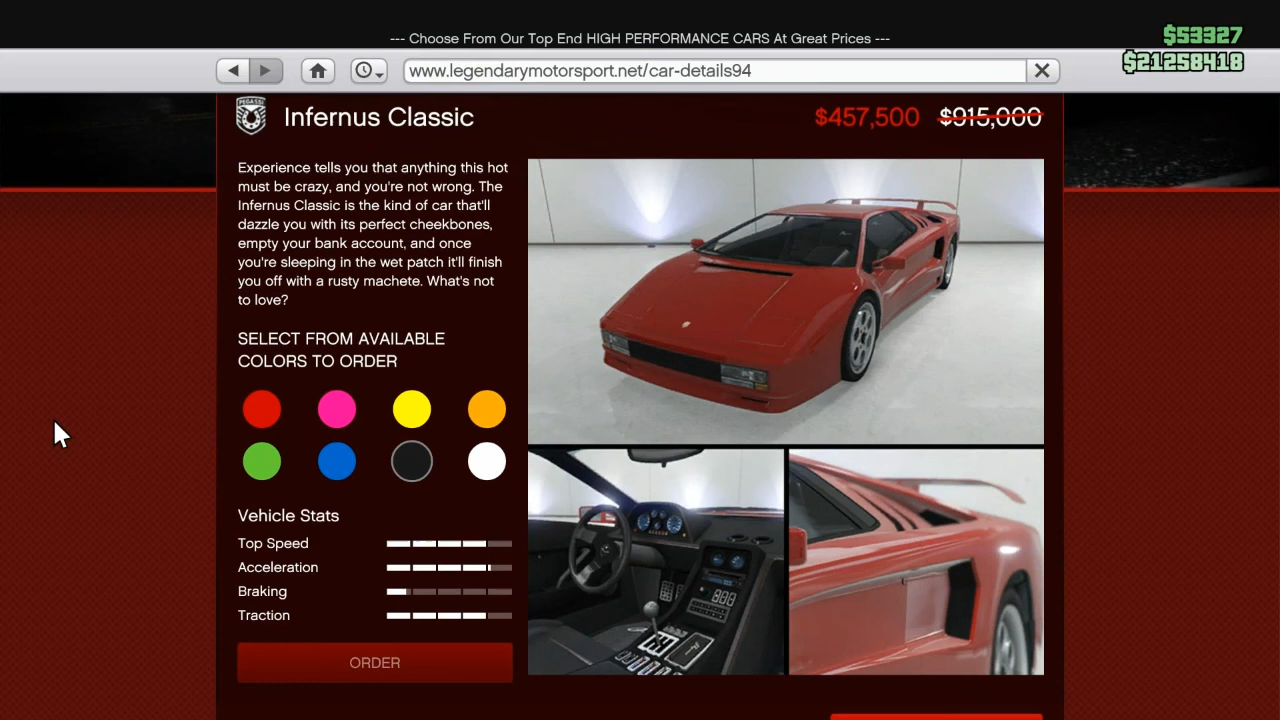 --- Choose From Our Top End HIGH PERFORMANCE CARS At Great Prices ---
$53327
$21258418
www.legendarymotorsport.net/car-details94
PEGASSI
Infernus Classic
$457,500 $915,000
Experience tells you that anything this hot
must be crazy, and you're not wrong. The
Infernus Classic is the kind of car that'll
dazzle you with its perfect cheekbones,
empty your bank account, and once
you're sleeping in the wet patch it'll finish
you off with a rusty machete. What's not
to love?
SELECT FROM AVAILABLE
COLORS TO ORDER
Vehicle Stats
Top Speed
Acceleration
Braking
Traction
ORDER